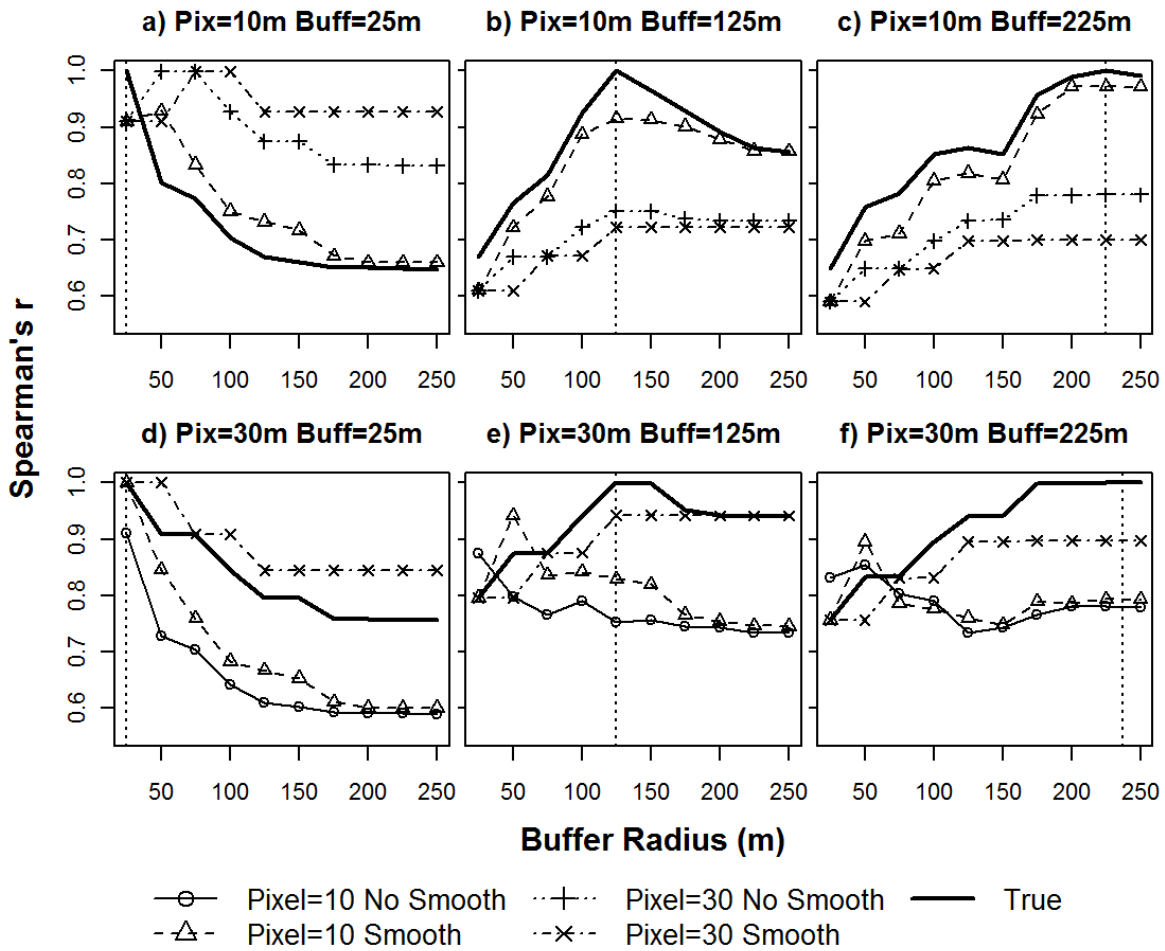 a) Pix=10m Buff=25m
b) Pix=10m Buff=125m
c) Pix=10m Buff=225m
1.0
0.9
0.8
0.7
0.6
50 100 150 200 250
50 100 150 200 250
50 100 150 200 250
Spearman's r
d) Pix=30m Buff=25m
e) Pix=30m Buff=125m
f) Pix=30m Buff=225m
1.0
0.9
0.8
0.7
0.6
50 100 150 200 250
50 100 150 200 250
50 100 150 200 250
Buffer Radius (m)
Pixel=10 No Smooth
Pixel=10 Smooth
Pixel=30 No Smooth
Pixel=30 Smooth
True